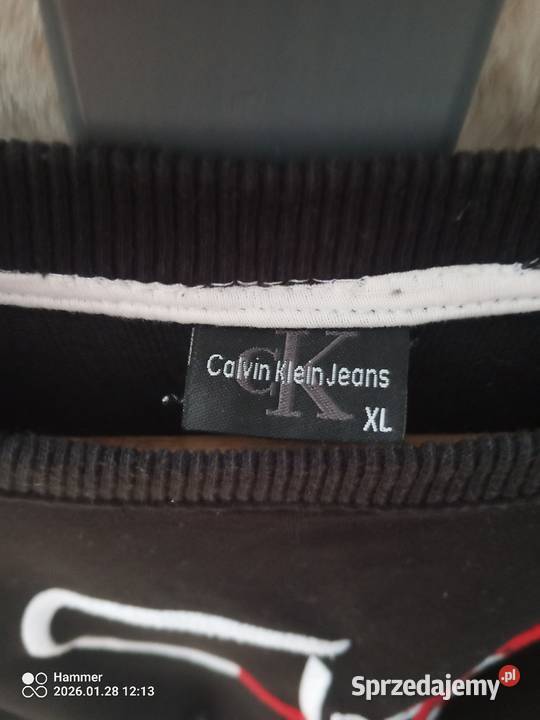 CK
Calvin Klein Jeans
XL
Hammer
2026.01.28 12:13
Sprzedajemy.pl